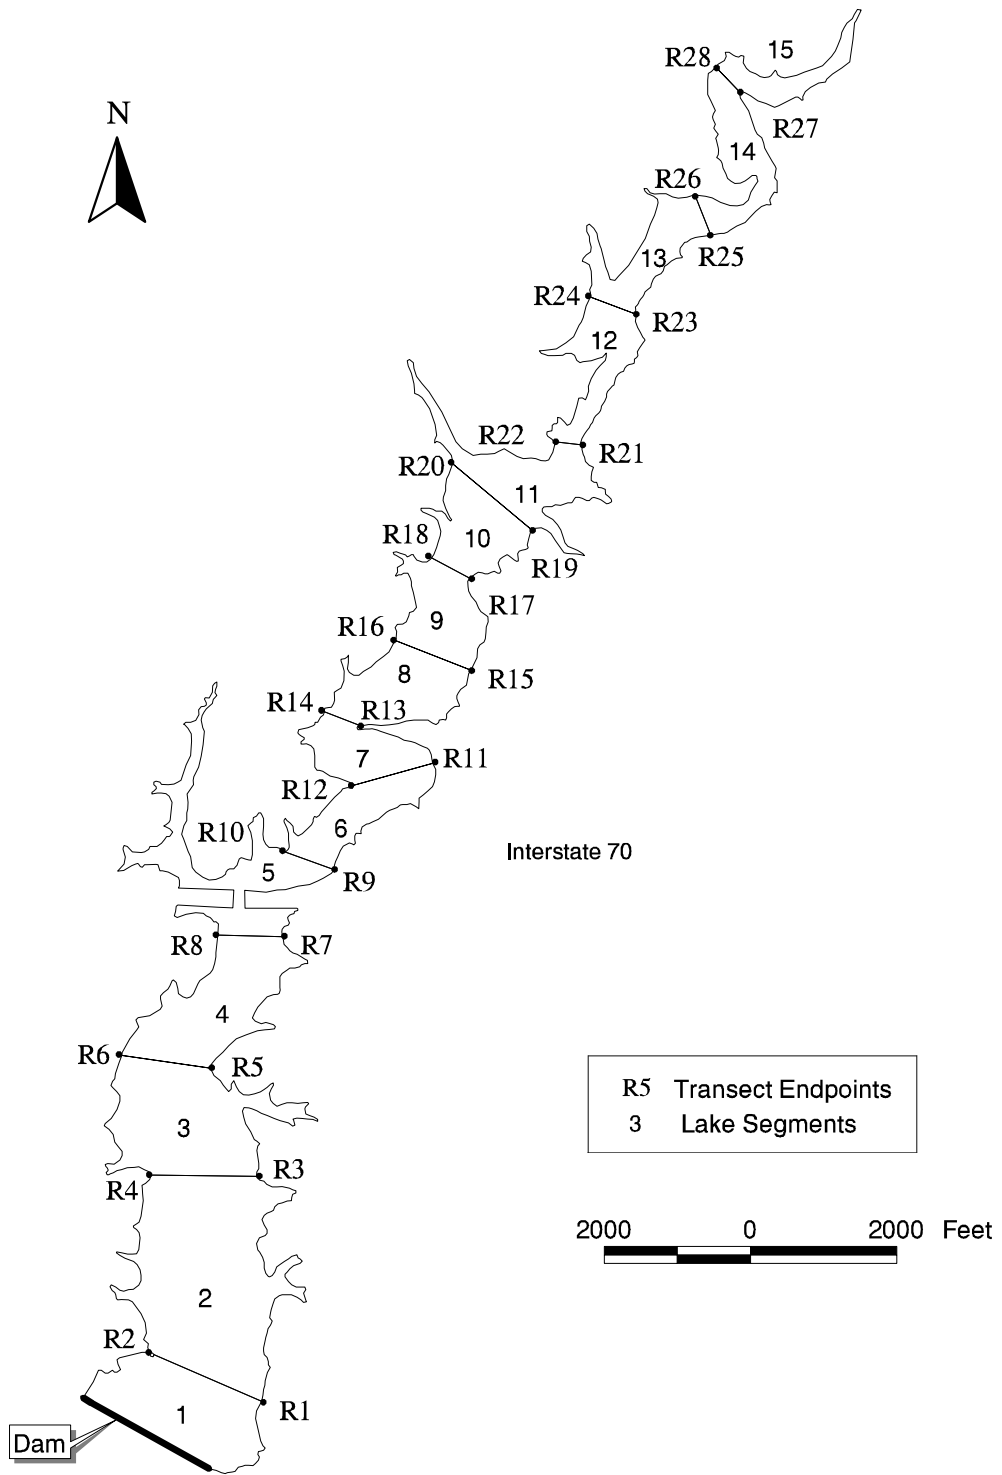 15
R28
N
R27
14
R26
13
R25
R24
R23
12
R22
R21
R20
11
10
R18
R19
R17
9
R16
8
R15
R14
R13
7
R11
R12
6
R10
Interstate 70
5
R9
R8
R7
4
R6
R5
R5 Transect Endpoints
3 Lake Segments
3
R3
R4
2000 0 2000 Feet
2
R2
R1
1
Dam